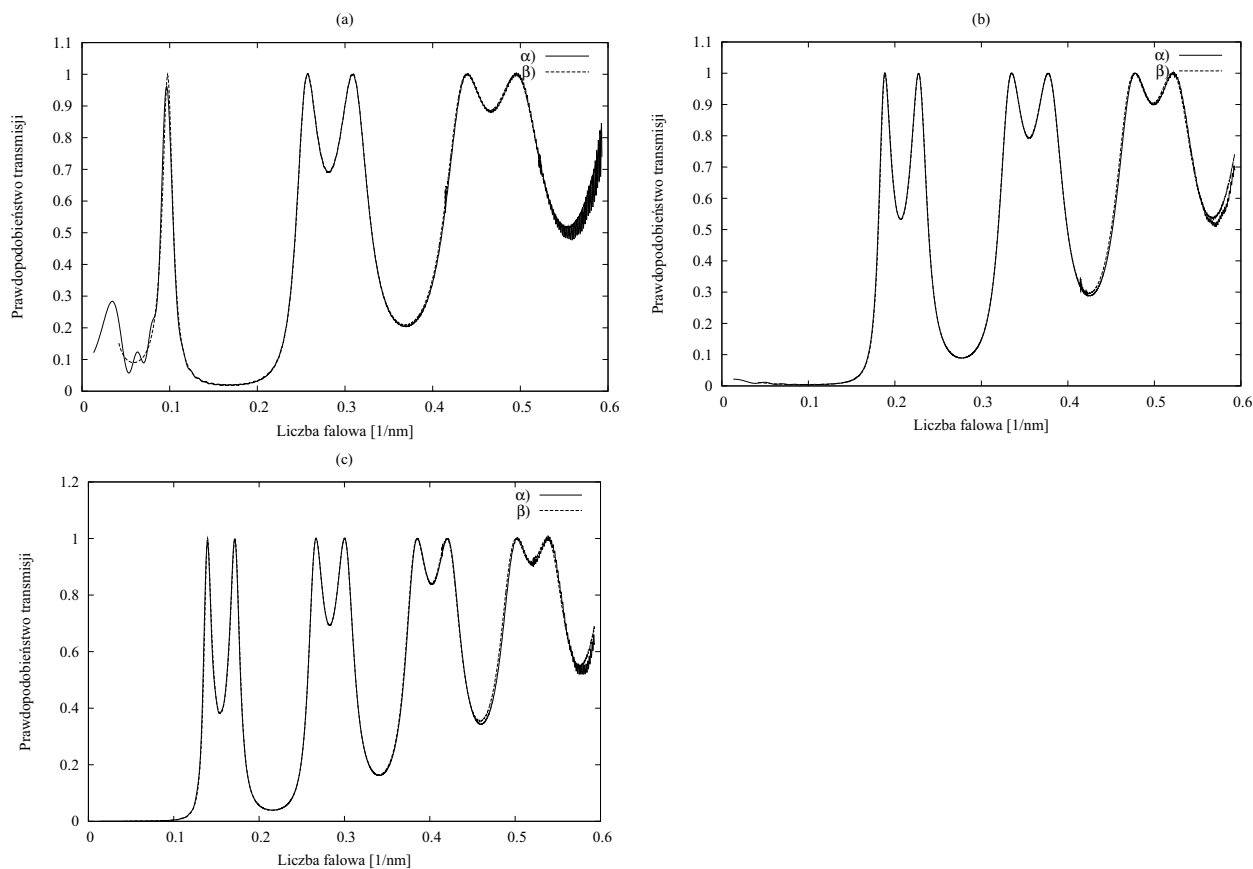 (a)
1.1
1
0.9
0.8
0.7
0.6
0.5
0.4
0.3
0.2
0.1
0
Prawdopodobieństwo transmisji
α)
β)
0 0.1 0.2 0.3 0.4 0.5 0.6
Liczba falowa [1/nm]
(b)
1.1
1
0.9
0.8
0.7
0.6
0.5
0.4
0.3
0.2
0.1
0
Prawdopodobieństwo transmisji
α)
β)
0 0.1 0.2 0.3 0.4 0.5 0.6
Liczba falowa [1/nm]
(c)
1.2
1
0.8
0.6
0.4
0.2
0
Prawdopodobieństwo transmisji
α)
β)
0 0.1 0.2 0.3 0.4 0.5 0.6
Liczba falowa [1/nm]